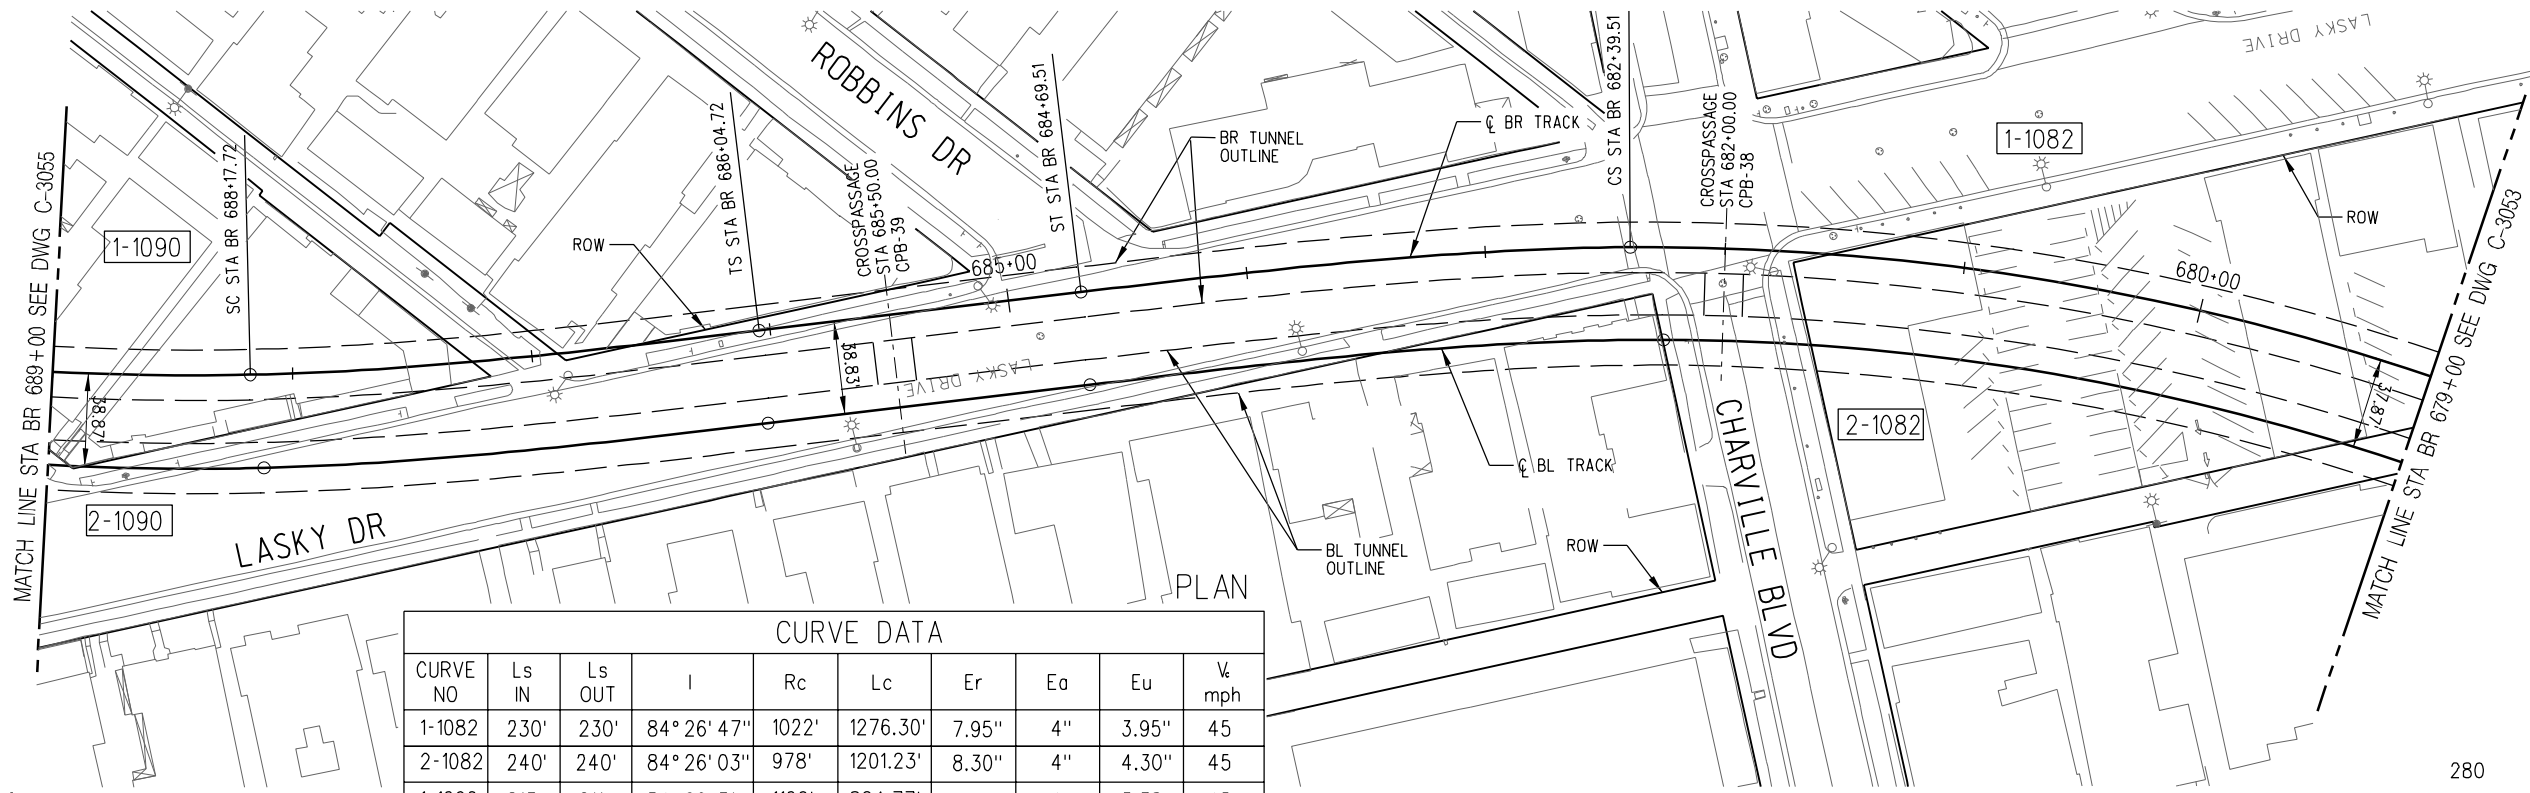 MATCH LINE STA BR 689+00 SEE DWG C-3055
1-1090
2-1090
38.87'
SC STA BR 688+17.72
ROW
TS STA BR 686+04.72
CROSSPASSAGE
STA 685+50.00
CPB-39
38.83'
ROBBINS DR
685+00
ST STA BR 684+69.51
BR TUNNEL
OUTLINE
℄ BR TRACK
CS STA BR 682+39.51
CROSSPASSAGE
STA 682+00.00
CPB-38
LASKY DRIVE
1-1082
ROW
680+00
37.87'
MATCH LINE STA BR 679+00 SEE DWG C-3053
2-1082
LASKY DRIVE
LASKY DR
℄ BL TRACK
BL TUNNEL
OUTLINE
ROW
CHARVILLE BLVD
PLAN
CURVE DATA
CURVE NO Ls IN Ls OUT I Rc Lc Er Ea Eu Vc mph
1-1082 230' 230' 84° 26' 47" 1022' 1276.30' 7.95" 4" 3.95" 45
2-1082 240' 240' 84° 26' 03" 978' 1201.23' 8.30" 4" 4.30" 45
280